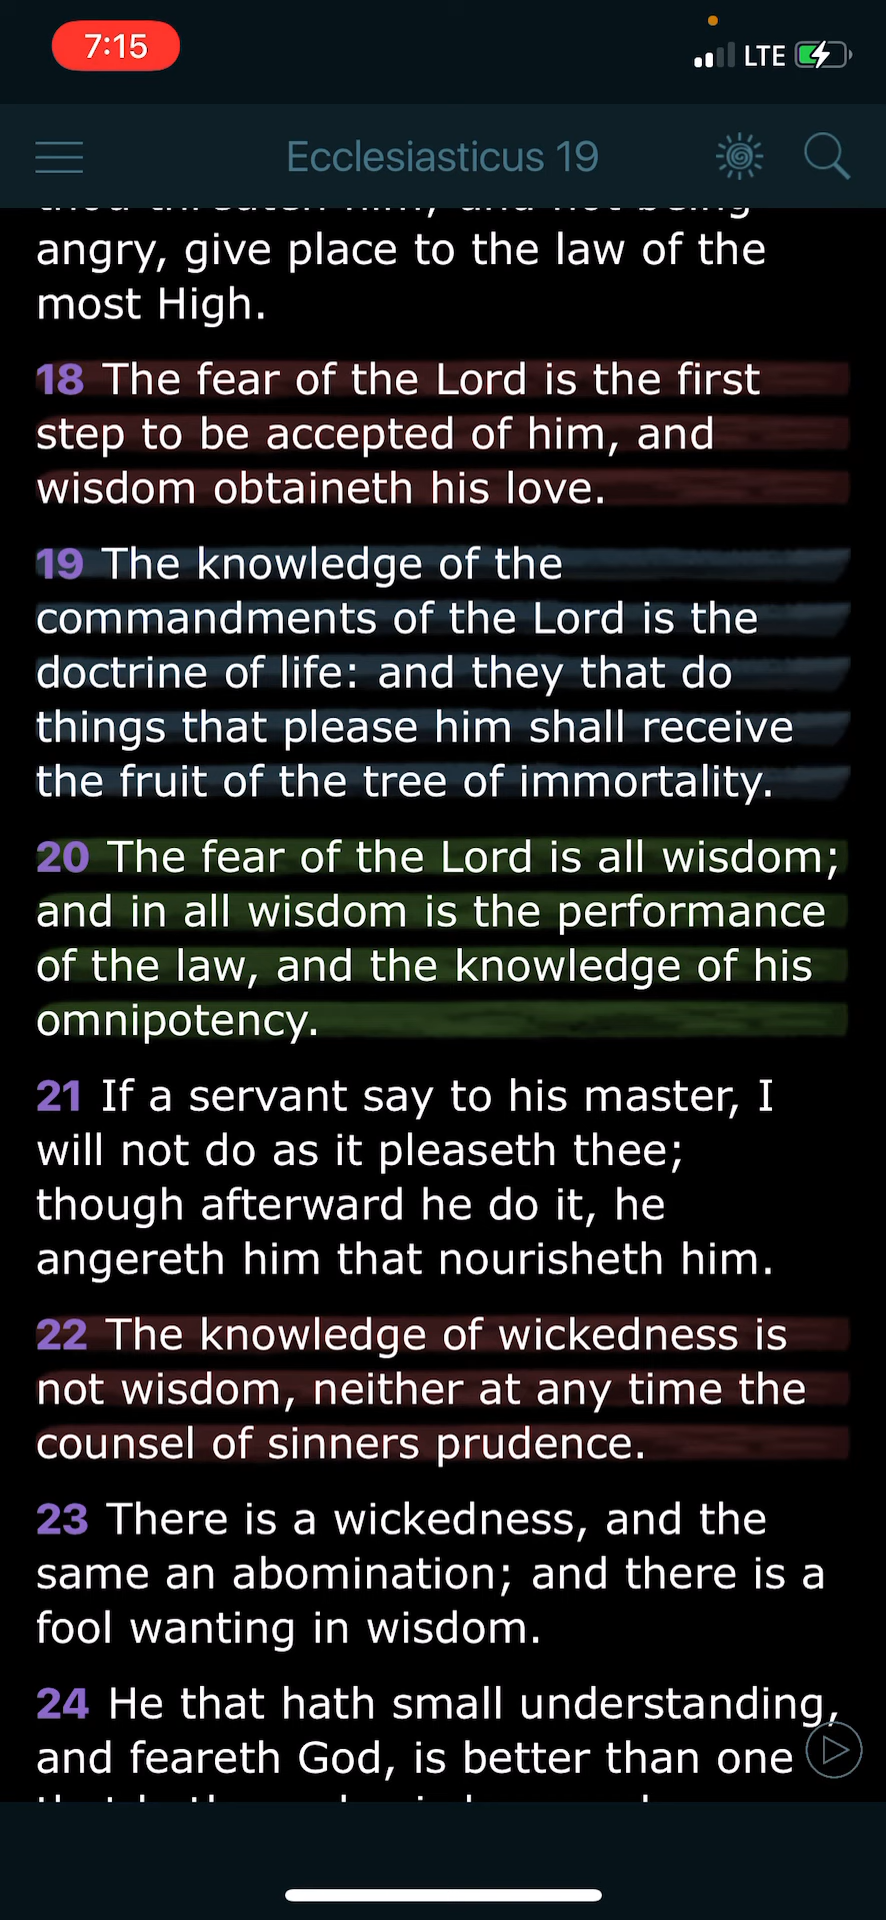 7:15
LTE
Ecclesiasticus 19
angry, give place to the law of the
most High.
18 The fear of the Lord is the first
step to be accepted of him, and
wisdom obtaineth his love.
19 The knowledge of the
commandments of the Lord is the
doctrine of life: and they that do
things that please him shall receive
the fruit of the tree of immortality.
20 The fear of the Lord is all wisdom;
and in all wisdom is the performance
of the law, and the knowledge of his
omnipotency.
21 If a servant say to his master, I
will not do as it pleaseth thee;
though afterward he do it, he
angereth him that nourisheth him.
22 The knowledge of wickedness is
not wisdom, neither at any time the
counsel of sinners prudence.
23 There is a wickedness, and the
same an abomination; and there is a
fool wanting in wisdom.
24 He that hath small understanding,
and feareth God, is better than one